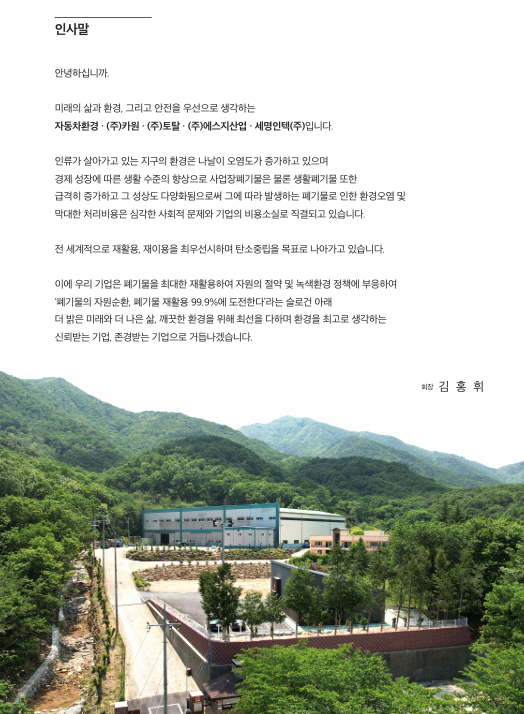 인사말
안녕하십니까.
미래의 삶과 환경, 그리고 안전을 우선으로 생각하는
자동차환경 · (주)카원 · (주)토탈 · (주)에스지산업 · 세명인텍(주)입니다.
인류가 살아가고 있는 지구의 환경은 나날이 오염도가 증가하고 있으며
경제 성장에 따른 생활 수준의 향상으로 사업장폐기물은 물론 생활폐기물 또한
급격히 증가하고 그 성상도 다양화됨으로써 그에 따라 발생하는 폐기물로 인한 환경오염 및
막대한 처리비용은 심각한 사회적 문제와 기업의 비용소실로 직결되고 있습니다.
전 세계적으로 재활용, 재이용을 최우선시하며 탄소중립을 목표로 나아가고 있습니다.
이에 우리 기업은 폐기물을 최대한 재활용하여 자원의 절약 및 녹색환경 정책에 부응하여
‘폐기물의 자원순환, 폐기물 재활용 99.9%에 도전한다’라는 슬로건 아래
더 밝은 미래와 더 나은 삶, 깨끗한 환경을 위해 최선을 다하며 환경을 최고로 생각하는
신뢰받는 기업, 존경받는 기업으로 거듭나겠습니다.
회장 김 홍 휘